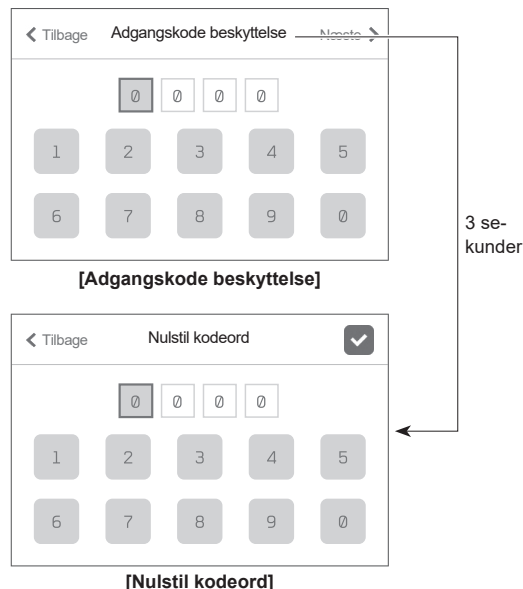 Tilbage Adgangskode beskyttelse Næste
0 0 0 0
1 2 3 4 5
6 7 8 9 0
3 se-
kunder
[Adgangskode beskyttelse]
Tilbage Nulstil kodeord
0 0 0 0
1 2 3 4 5
6 7 8 9 0
[Nulstil kodeord]